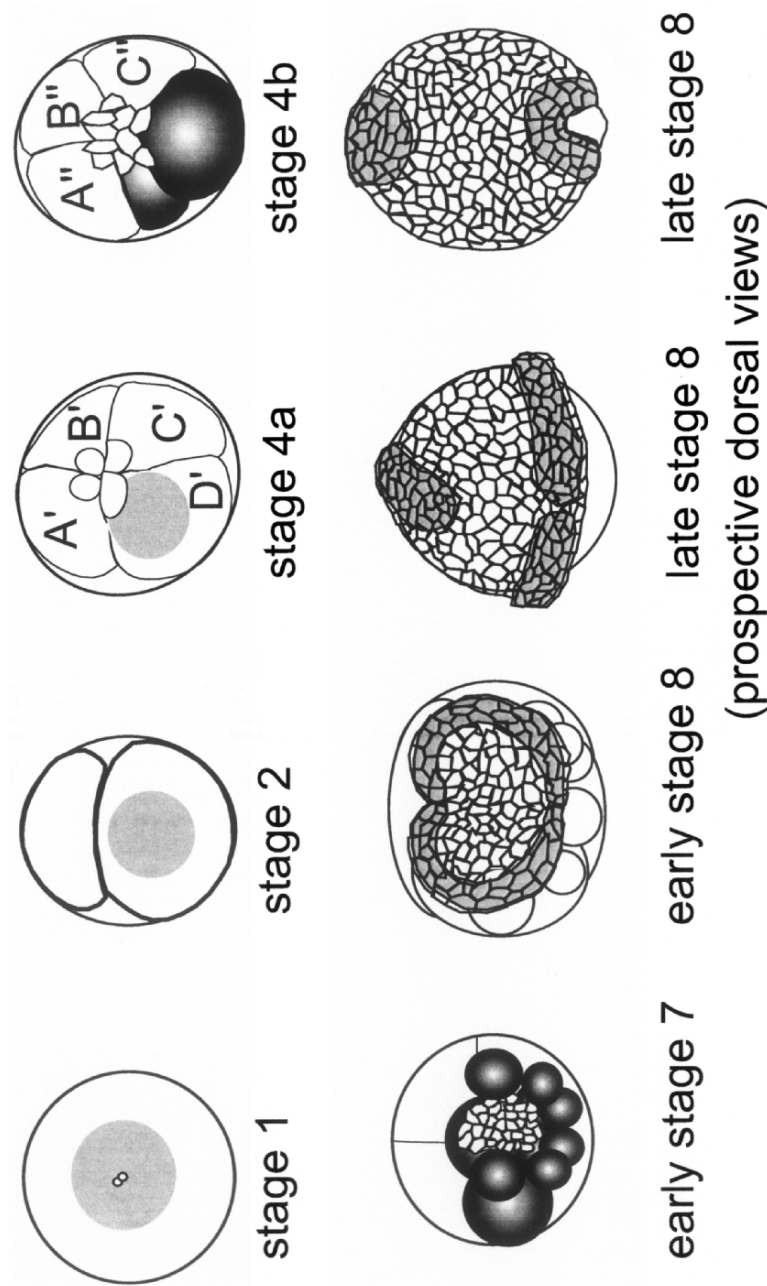 A' B' C' D'
A" B" C"
stage 1
stage 2
stage 4a
stage 4b
early stage 7
early stage 8
late stage 8
late stage 8
(prospective dorsal views)